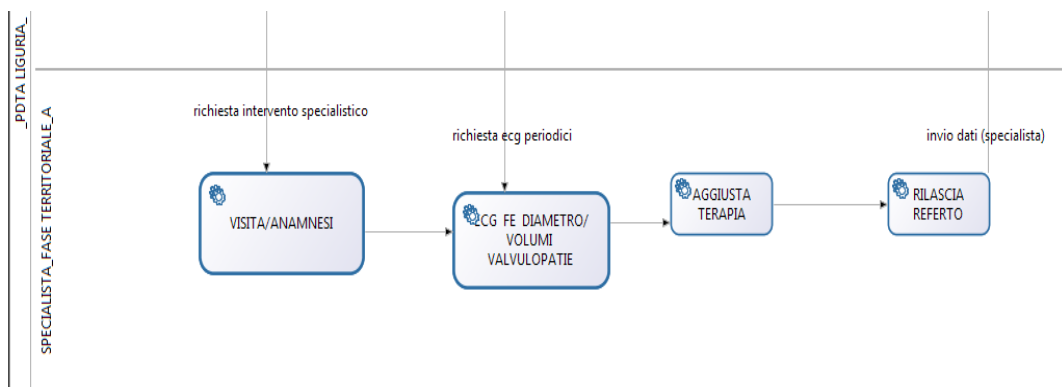 _PDTA LIGURIA_
SPECIALISTA_FASE TERRITORIALE_A
richiesta intervento specialistico
richiesta ecg periodici
invio dati (specialista)
VISITA/ANAMNESI
ECG FE DIAMETRO/
VOLUMI
VALVULOPATIE
AGGIUSTA
TERAPIA
RILASCIA
REFERTO